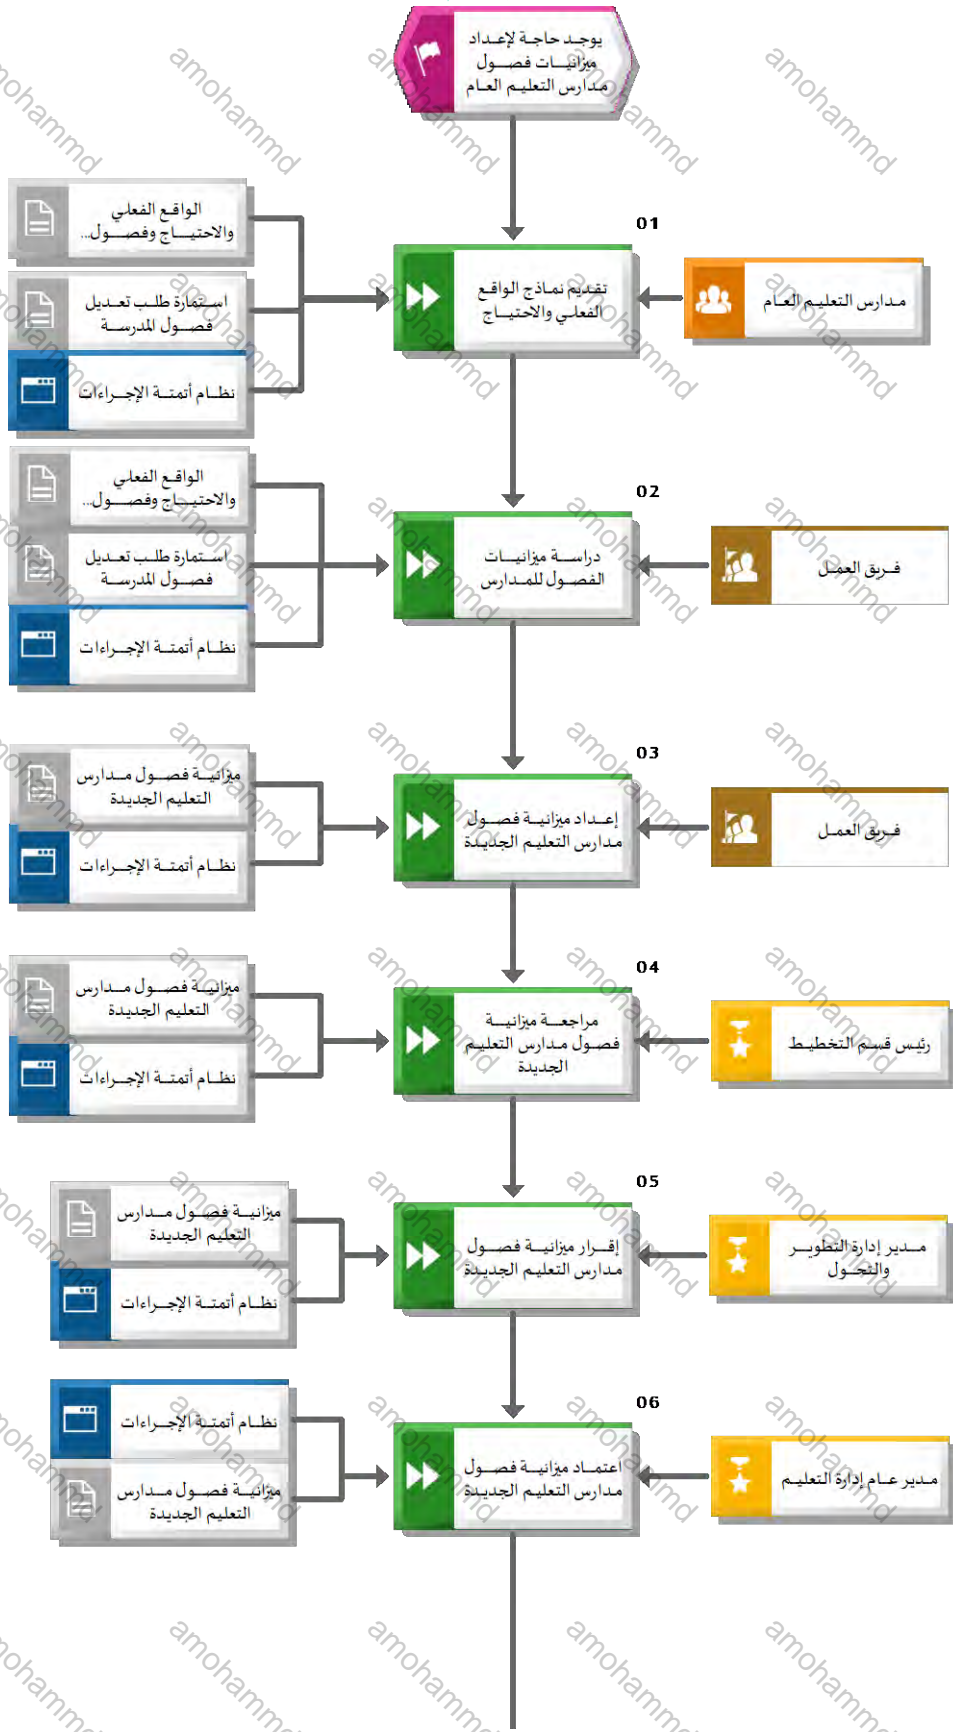 يوجد حاجة لإعداد
ميزانيات فصول
مدارس التعليم العام
01
مدارس التعليم العام
تقديم نماذج الواقع
الفعلي والاحتياج
الواقع الفعلي
والاحتياج وفصول...
استمارة طلب تعديل
فصول المدرسة
نظام أتمتة الإجراءات
02
فريق العمل
دراسة ميزانيات
الفصول للمدارس
الواقع الفعلي
والاحتياج وفصول...
استمارة طلب تعديل
فصول المدرسة
نظام أتمتة الإجراءات
03
فريق العمل
إعداد ميزانية فصول
مدارس التعليم الجديدة
ميزانية فصول مدارس
التعليم الجديدة
نظام أتمتة الإجراءات
04
رئيس قسم التخطيط
مراجعة ميزانية
فصول مدارس التعليم
الجديدة
ميزانية فصول مدارس
التعليم الجديدة
نظام أتمتة الإجراءات
05
مدير إدارة التطوير
والتحول
إقرار ميزانية فصول
مدارس التعليم الجديدة
ميزانية فصول مدارس
التعليم الجديدة
نظام أتمتة الإجراءات
06
مدير عام إدارة التعليم
اعتماد ميزانية فصول
مدارس التعليم الجديدة
نظام أتمتة الإجراءات
ميزانية فصول مدارس
التعليم الجديدة
amohammd